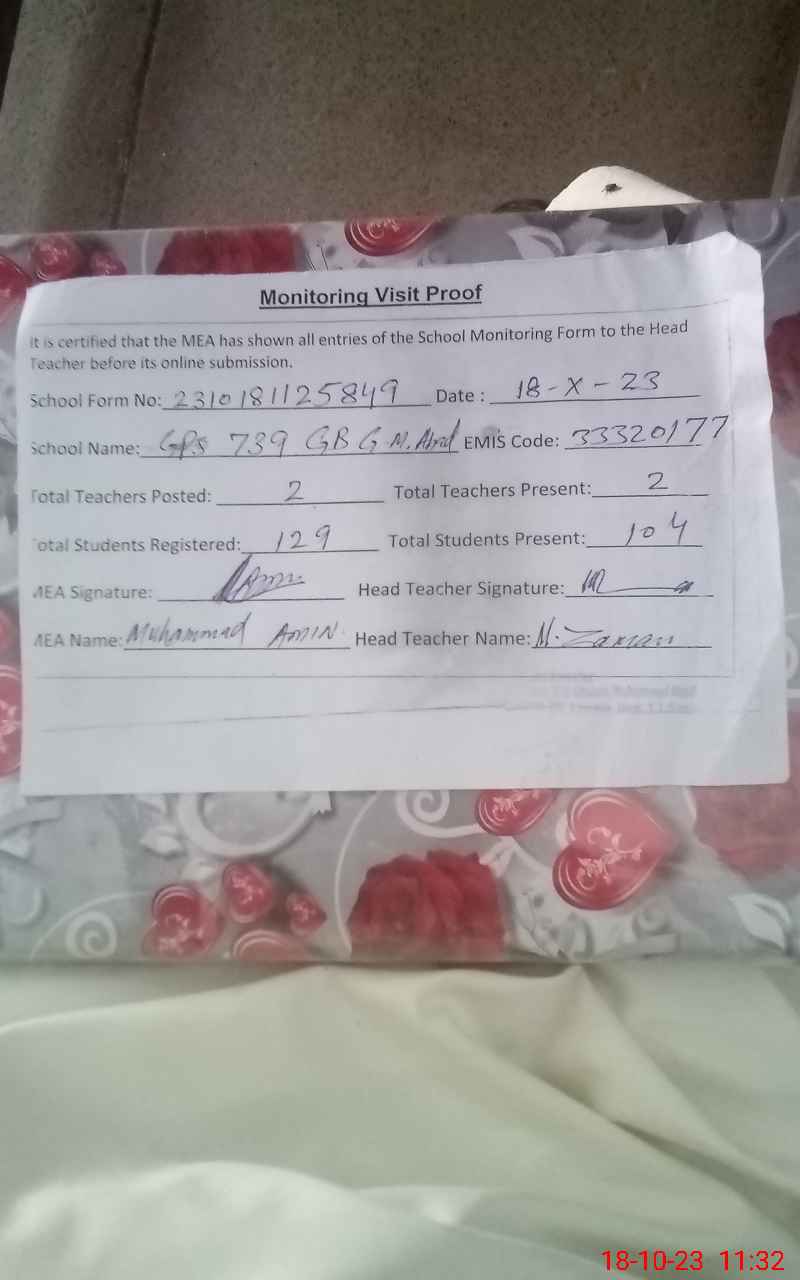 Monitoring Visit Proof
It is certified that the MEA has shown all entries of the School Monitoring Form to the Head
Teacher before its online submission.
School Form No: 2310181125849 Date : 18-X-23
School Name: GPS 739 GB G M. Abad EMIS Code: 33320177
Total Teachers Posted: 2 Total Teachers Present: 2
Total Students Registered: 129 Total Students Present: 104
MEA Signature: Amin Head Teacher Signature:
MEA Name: Muhammad AMIN Head Teacher Name: M. Zaman
18-10-23 11:32